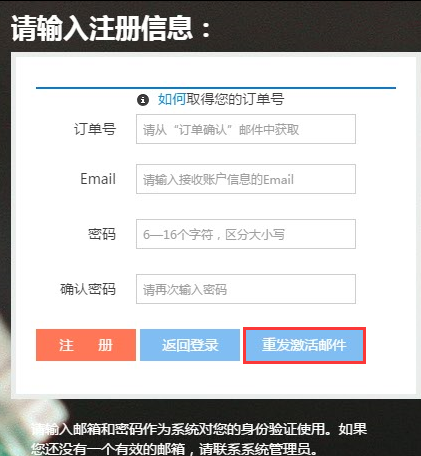 请输入注册信息：
如何取得您的订单号
订单号 请从“订单确认”邮件中获取
Email 请输入接收账户信息的Email
密码 6—16个字符，区分大小写
确认密码 请再次输入密码
注 册 返回登录 重发激活邮件
请输入邮箱和密码作为系统对您的身份验证使用。如果
您还没有一个有效的邮箱，请联系系统管理员。